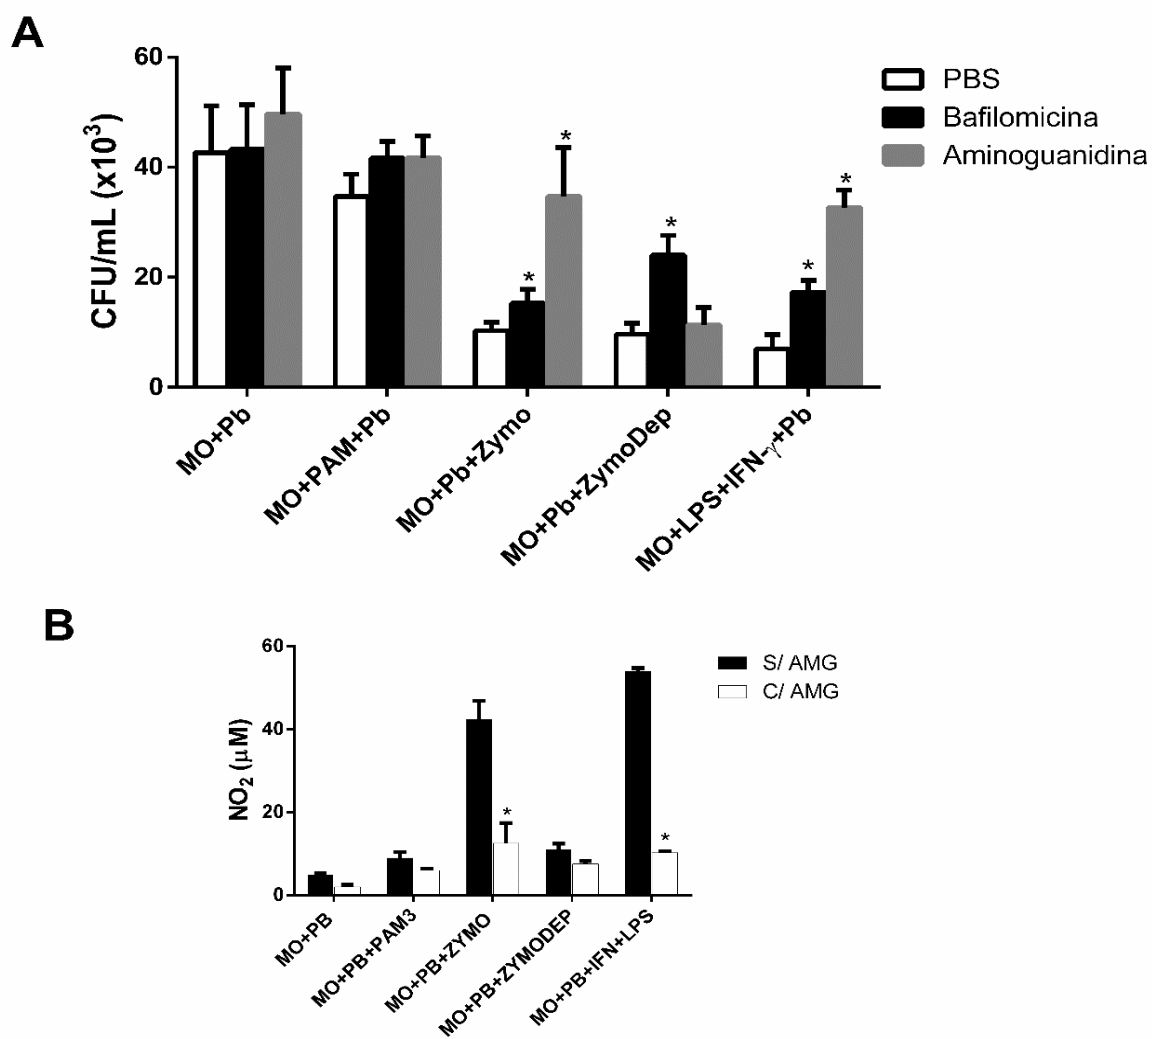 A
60
40
20
0
CFU/mL (x10³)
PBS
Bafilomicina
Aminoguanidina
*
*
*
*
*
MO+Pb
MO+PAM+Pb
MO+Pb+Zymo
MO+Pb+ZymoDep
MO+LPS+IFN-γ+Pb
B
60
40
20
0
NO₂ (μM)
S/ AMG
C/ AMG
*
*
MO+PB
MO+PB+PAM3
MO+PB+ZYMO
MO+PB+ZYMODEP
MO+PB+IFN+LPS